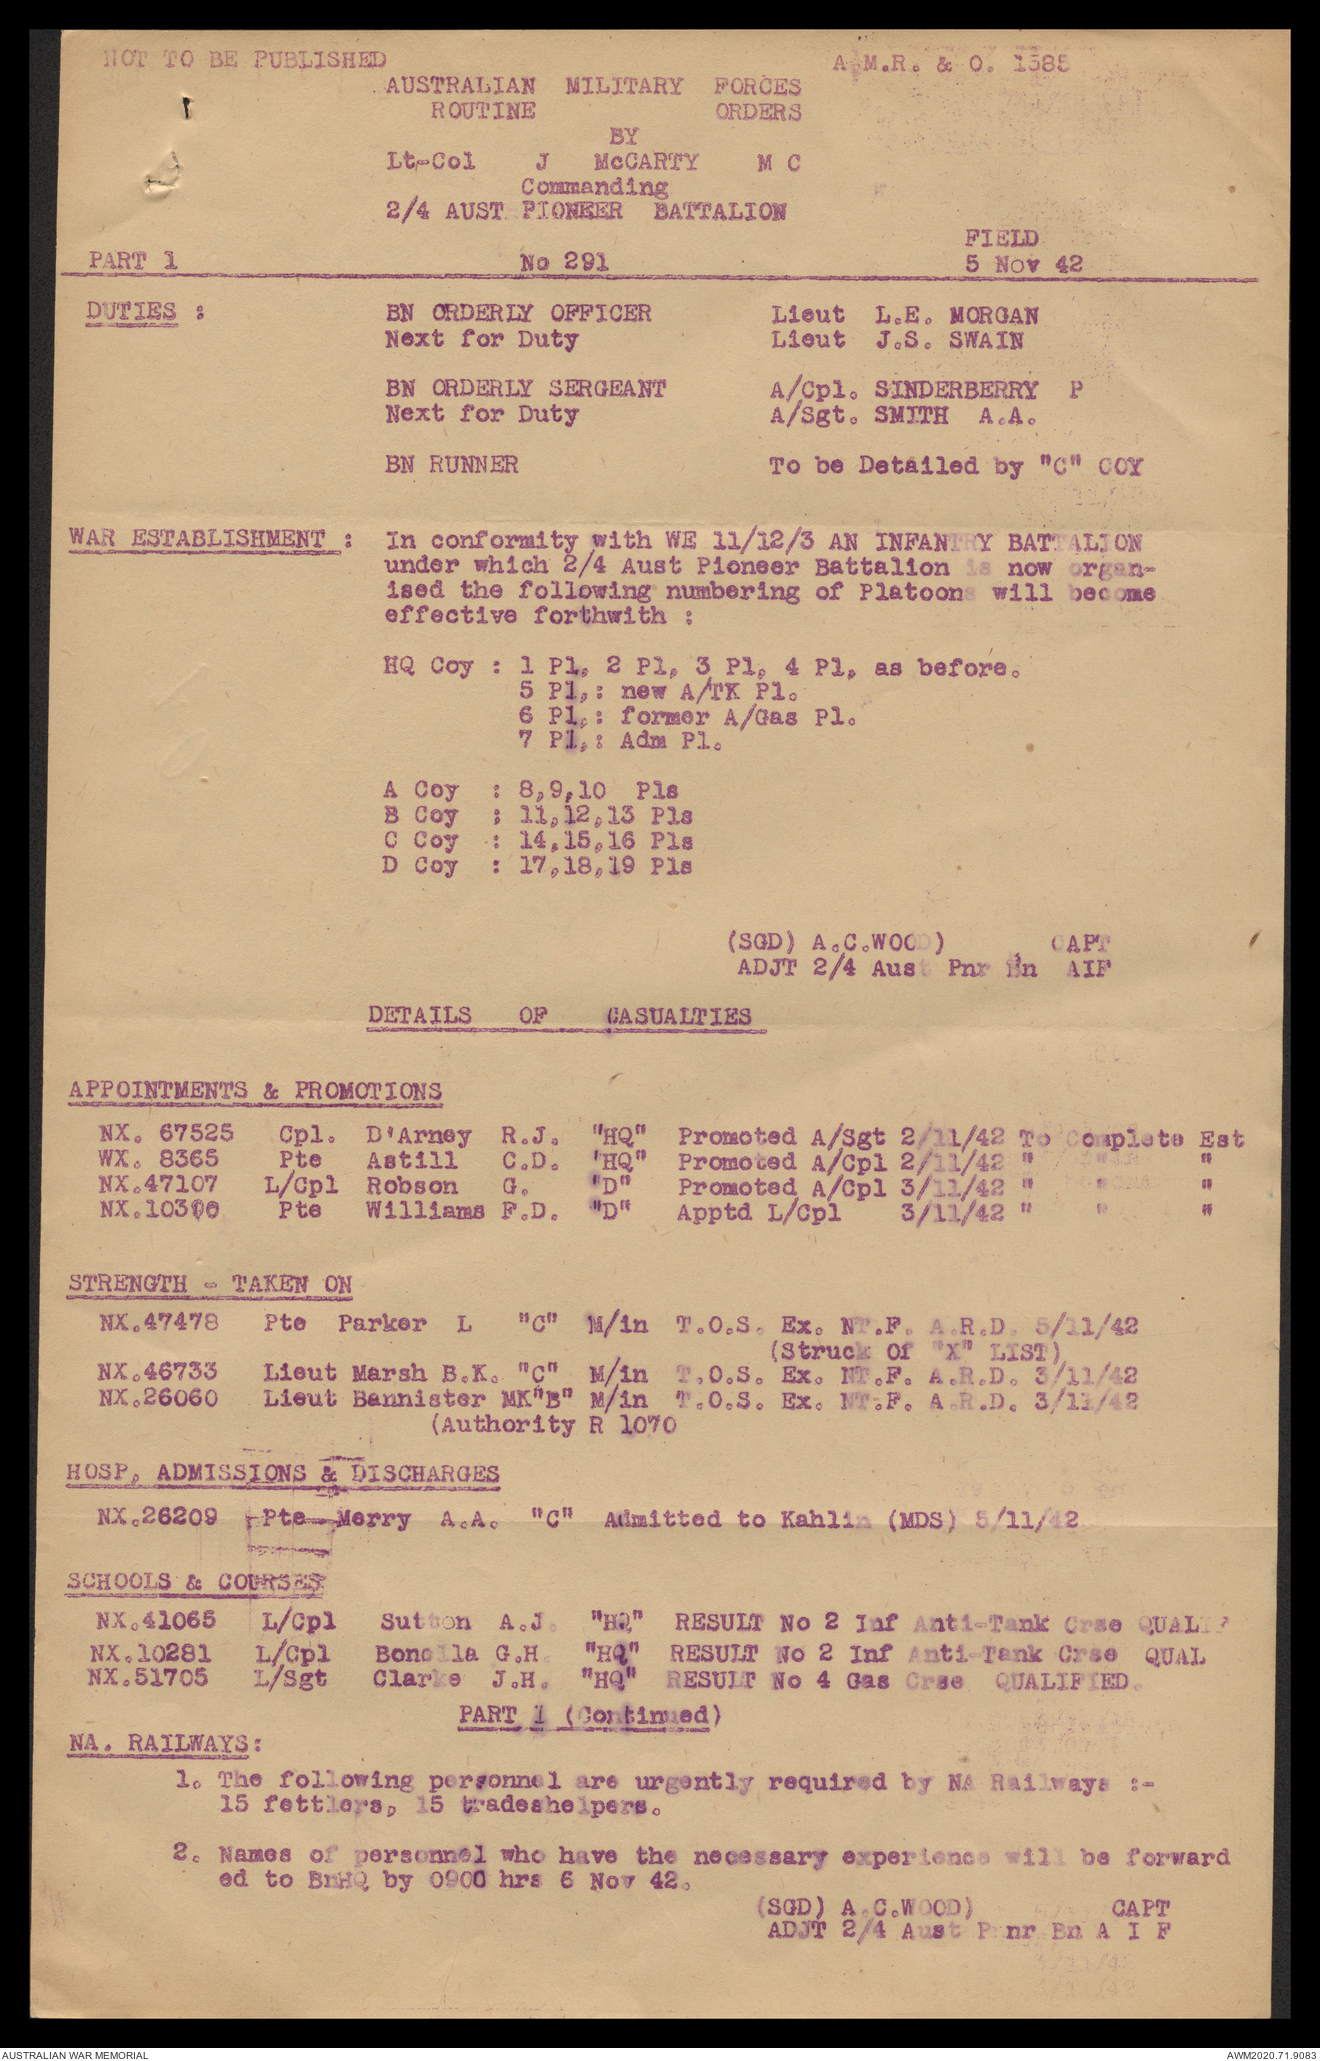 NOT TO BE PUBLISHED A.M.R. & O. 1385
AUSTRALIAN MILITARY FORCES
ROUTINE ORDERS
BY
Lt-Col J McCARTY M C
Commanding
2/4 AUST PIONEER BATTALION
FIELD
PART 1 No 291 5 Nov 42
DUTIES : BN ORDERLY OFFICER Lieut L.E. MORGAN
Next for Duty Lieut J.S. SWAIN
BN ORDERLY SERGEANT A/Cpl. SINDERBERRY P
Next for Duty A/Sgt. SMITH A.A.
BN RUNNER To be Detailed by "C" COY
WAR ESTABLISHMENT : In conformity with WE 11/12/3 AN INFANTRY BATTALION
under which 2/4 Aust Pioneer Battalion is now organ-
ised the following numbering of Platoons will become
effective forthwith :
HQ Coy : 1 Pl, 2 Pl, 3 Pl, 4 Pl, as before.
5 Pl,: new A/TK Pl.
6 Pl,: former A/Gas Pl.
7 Pl,: Adm Pl.
A Coy : 8,9,10 Pls
B Coy ; 11,12,13 Pls
C Coy : 14,15,16 Pls
D Coy : 17,18,19 Pls
(SGD) A.C.WOOD) CAPT
ADJT 2/4 Aust Pnr Bn AIF
DETAILS OF CASUALTIES
APPOINTMENTS & PROMOTIONS
NX. 67525 Cpl. D'Arney R.J. "HQ" Promoted A/Sgt 2/11/42 To Complete Est
WX. 8365 Pte Astill C.D. 'HQ" Promoted A/Cpl 2/11/42 " " "
NX.47107 L/Cpl Robson G. "D" Promoted A/Cpl 3/11/42 " " "
Pte Williams F.D. "D" Apptd L/Cpl 3/11/42 " " "
STRENGTH - TAKEN ON
NX.47478 Pte Parker L "C" M/in T.O.S. Ex. NT.F. A.R.D. 5/11/42
(Struck Of "X" LIST)
NX.46733 Lieut Marsh B.K. "C" M/in T.O.S. Ex. NT.F. A.R.D. 3/11/42
NX.26060 Lieut Bannister MK"B" M/in T.O.S. Ex. NT.F. A.R.D. 3/11/42
(Authority R 1070
HOSP, ADMISSIONS & DISCHARGES
NX.26209 Pte Merry A.A. "C" Admitted to Kahlin (MDS) 5/11/42
SCHOOLS & COURSES
NX.41065 L/Cpl Sutton A.J. "HQ" RESULT No 2 Inf Anti-Tank Crse QUALIF
NX.10281 L/Cpl Bonella G.H. "HQ" RESULT No 2 Inf Anti-Tank Crse QUAL
NX.51705 L/Sgt Clarke J.H. "HQ" RESULT No 4 Gas Crse QUALIFIED.
PART 1 (Continued)
NA. RAILWAYS:
1. The following personnel are urgently required by NA Railways :-
15 fettlers, 15 tradeshelpers.
2. Names of personnel who have the necessary experience will be forward
ed to BnHQ by 0900 hrs 6 Nov 42.
(SGD) A.C.WOOD) CAPT
ADJT 2/4 Aust Pnnr Bn A I F
AUSTRALIAN WAR MEMORIAL AWM2020.71.9083